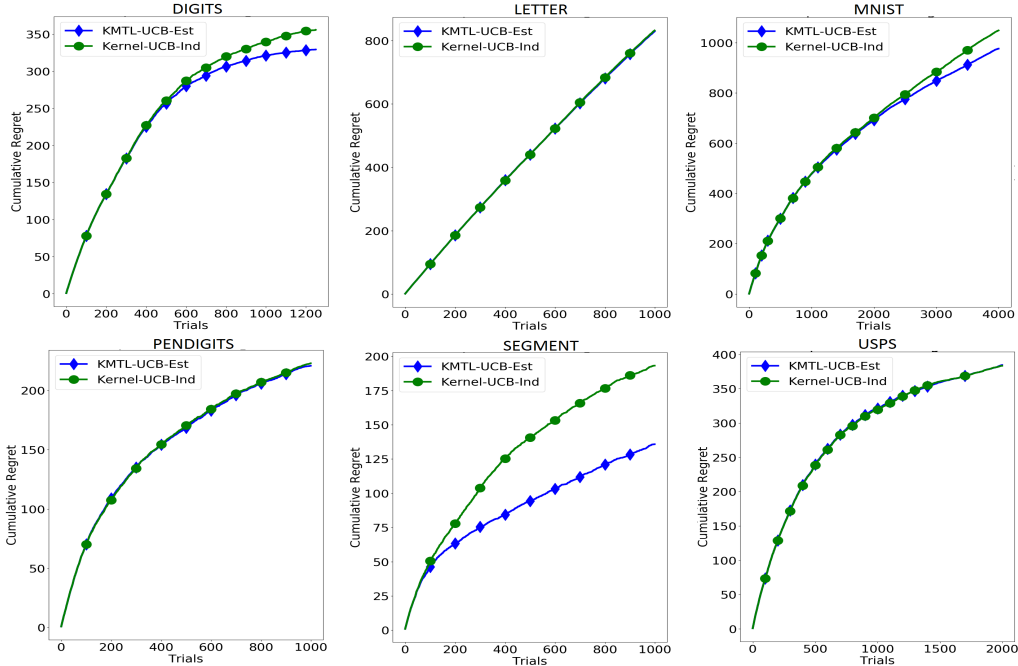 DIGITS
KMTL-UCB-Est
Kernel-UCB-Ind
Cumulative Regret
350
300
250
200
150
100
50
0
0 200 400 600 800 1000 1200
Trials
LETTER
KMTL-UCB-Est
Kernel-UCB-Ind
Cumulative Regret
800
600
400
200
0
0 200 400 600 800 1000
Trials
MNIST
KMTL-UCB-Est
Kernel-UCB-Ind
Cumulative Regret
1000
800
600
400
200
0
0 1000 2000 3000 4000
Trials
PENDIGITS
KMTL-UCB-Est
Kernel-UCB-Ind
Cumulative Regret
200
150
100
50
0
0 200 400 600 800 1000
Trials
SEGMENT
KMTL-UCB-Est
Kernel-UCB-Ind
Cumulative Regret
200
175
150
125
100
75
50
25
0
0 200 400 600 800 1000
Trials
USPS
KMTL-UCB-Est
Kernel-UCB-Ind
Cumulative Regret
400
350
300
250
200
150
100
50
0
0 500 1000 1500 2000
Trials